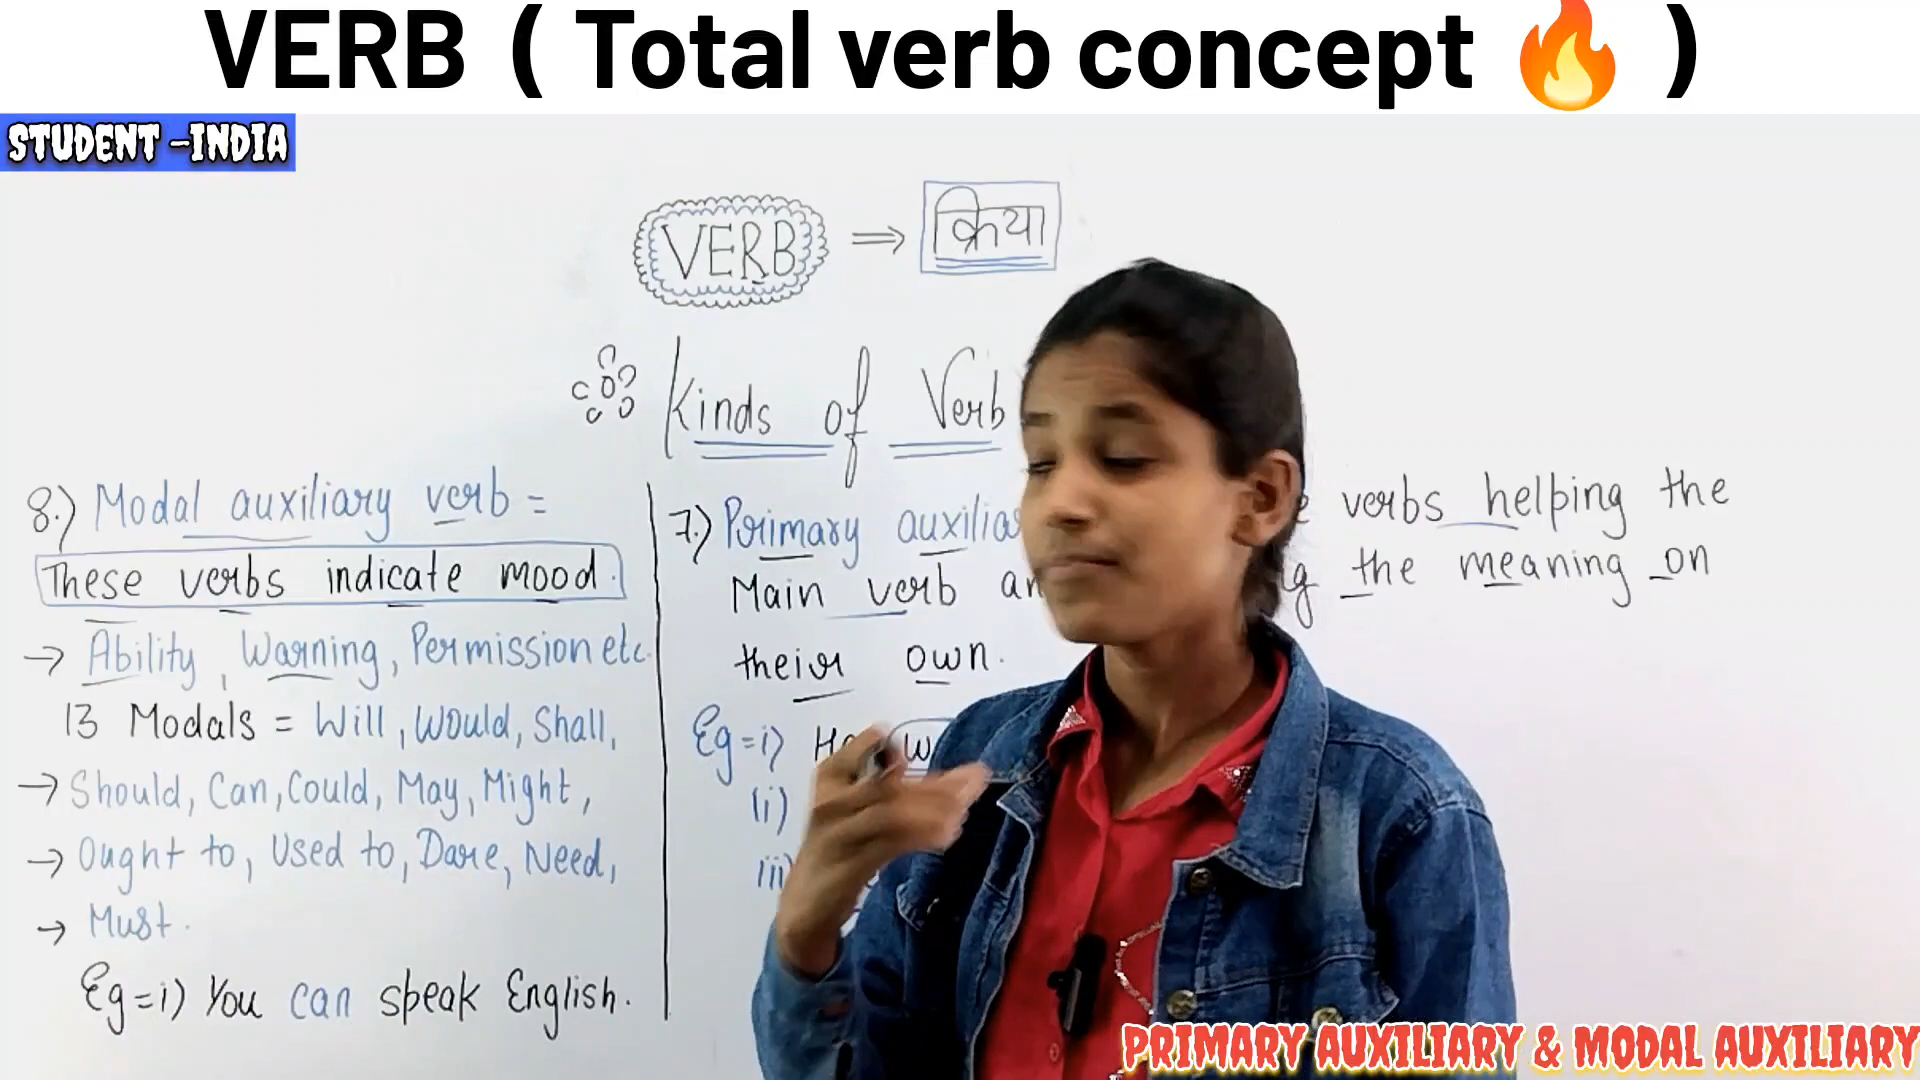 VERB ( Total verb concept 🔥 )
STUDENT -INDIA
VERB ⇒ क्रिया
Kinds of Verb
8.) Modal auxiliary verb =
These verbs indicate mood.
→ Ability, Warning, Permission etc.
13 Modals = Will, Would, Shall,
→ Should, Can, Could, May, Might,
→ Ought to, Used to, Dare, Need,
→ Must.
Eg = i) You can speak English.
7.) Primary verbs helping the
Main verb the meaning on
their own.
Eg = i)
(i)
iii)
PRIMARY AUXILIARY & MODAL AUXILIARY